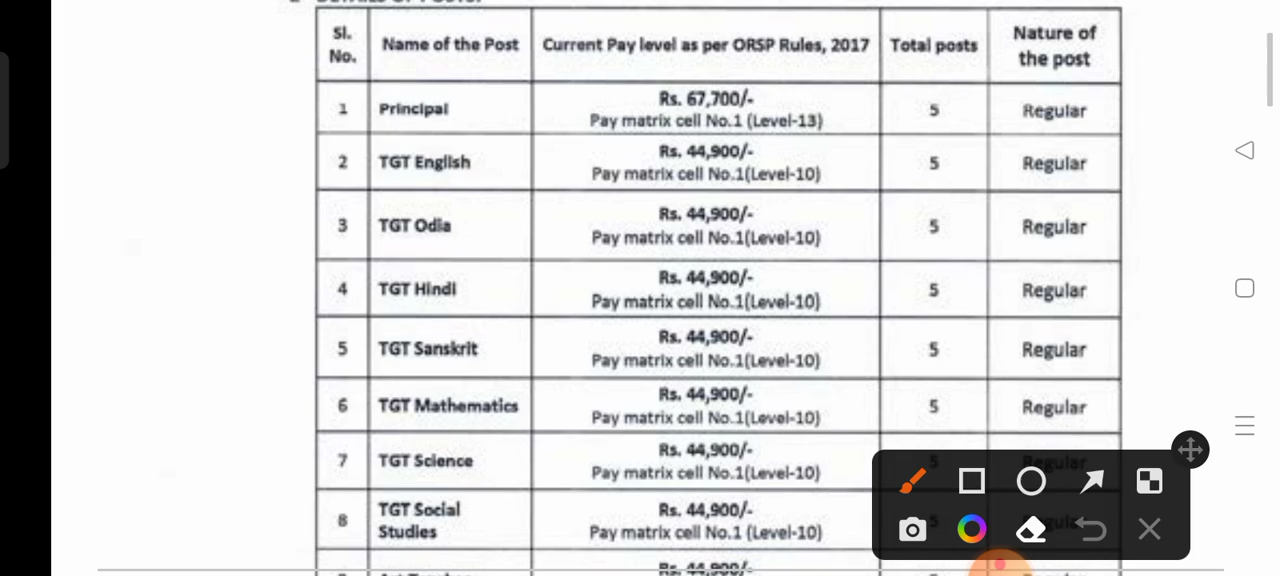 Sl. No. Name of the Post Current Pay level as per ORSP Rules, 2017 Total posts Nature of the post
1 Principal Rs. 67,700/- Pay matrix cell No.1 (Level-13) 5 Regular
2 TGT English Rs. 44,900/- Pay matrix cell No.1(Level-10) 5 Regular
3 TGT Odia Rs. 44,900/- Pay matrix cell No.1(Level-10) 5 Regular
4 TGT Hindi Rs. 44,900/- Pay matrix cell No.1(Level-10) 5 Regular
5 TGT Sanskrit Rs. 44,900/- Pay matrix cell No.1(Level-10) 5 Regular
6 TGT Mathematics Rs. 44,900/- Pay matrix cell No.1(Level-10) 5 Regular
7 TGT Science Rs. 44,900/- Pay matrix cell No.1(Level-10) 5 Regular
8 TGT Social Studies Rs. 44,900/- Pay matrix cell No.1 (Level-10) 5
Rs. 44,900/-